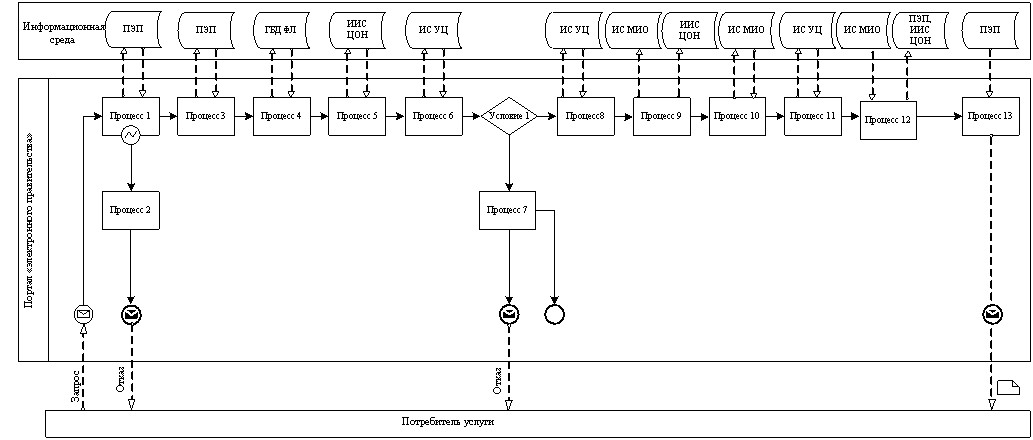 Информационная
среда
ПЭП
ПЭП
ГБД ФЛ
ИИС
ЦОН
ИС УЦ
ИС УЦ
ИС МИО
ИИС
ЦОН
ИС МИО
ИС УЦ
ИС МИО
ПЭП,
ИИС
ЦОН
ПЭП
Портал «электронного правительства»
Процесс 1
Процесс3
Процесс 4
Процесс 5
Процесс 6
Условие 1
Процесс8
Процесс 9
Процесс 10
Процесс 11
Процесс 12
Процесс 13
Процесс 2
Процесс 7
Запрос
Отказ
Отказ
Потребитель услуги